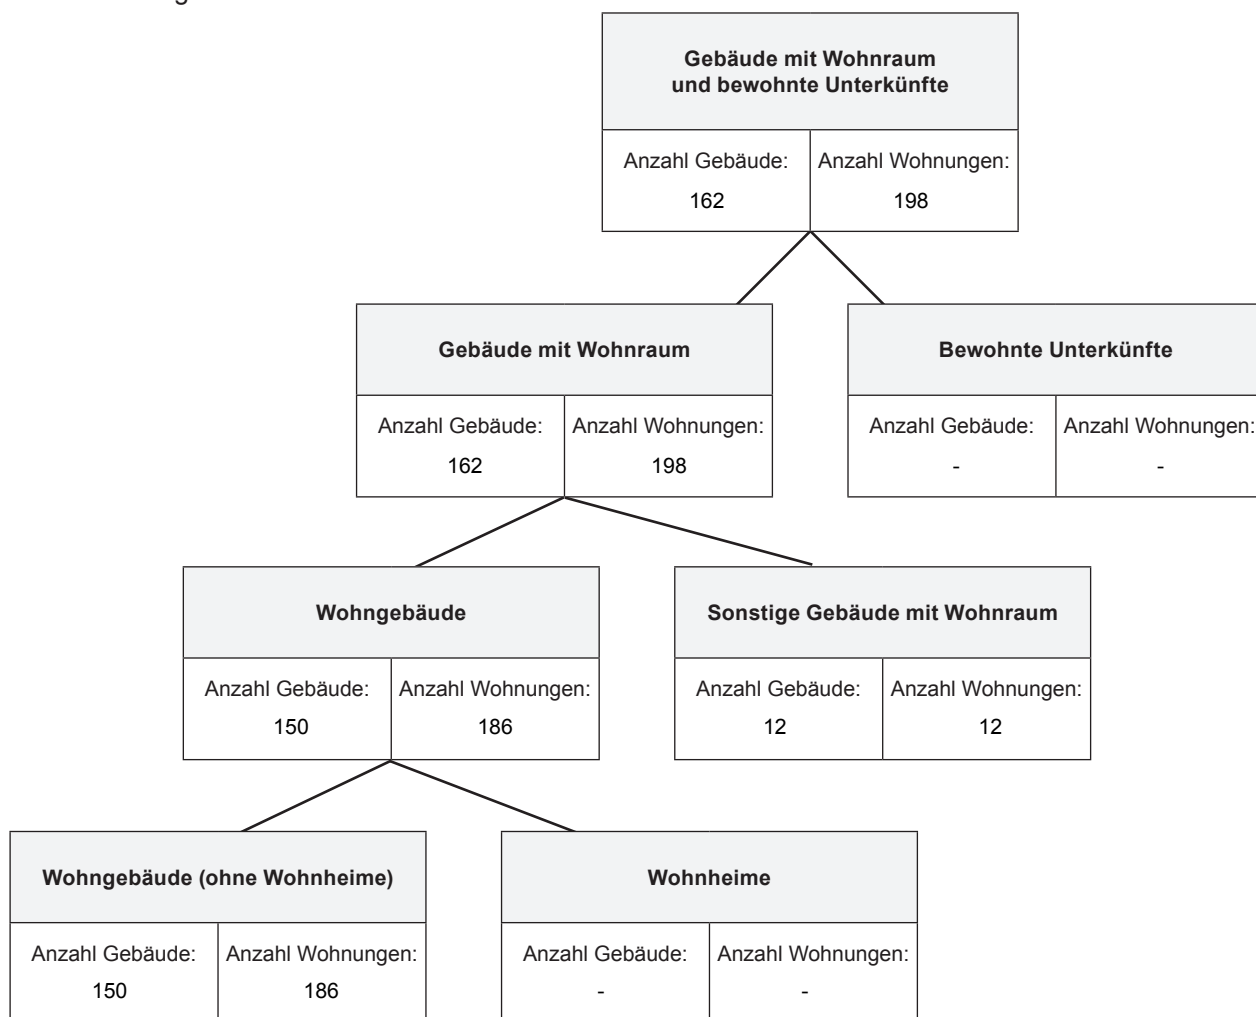 Gebäude mit Wohnraum
und bewohnte Unterkünfte
Anzahl Gebäude: Anzahl Wohnungen:
162 198
Gebäude mit Wohnraum Bewohnte Unterkünfte
Anzahl Gebäude: Anzahl Wohnungen: Anzahl Gebäude: Anzahl Wohnungen:
162 198 - -
Wohngebäude Sonstige Gebäude mit Wohnraum
Anzahl Gebäude: Anzahl Wohnungen: Anzahl Gebäude: Anzahl Wohnungen:
150 186 12 12
Wohngebäude (ohne Wohnheime) Wohnheime
Anzahl Gebäude: Anzahl Wohnungen: Anzahl Gebäude: Anzahl Wohnungen:
150 186 - -